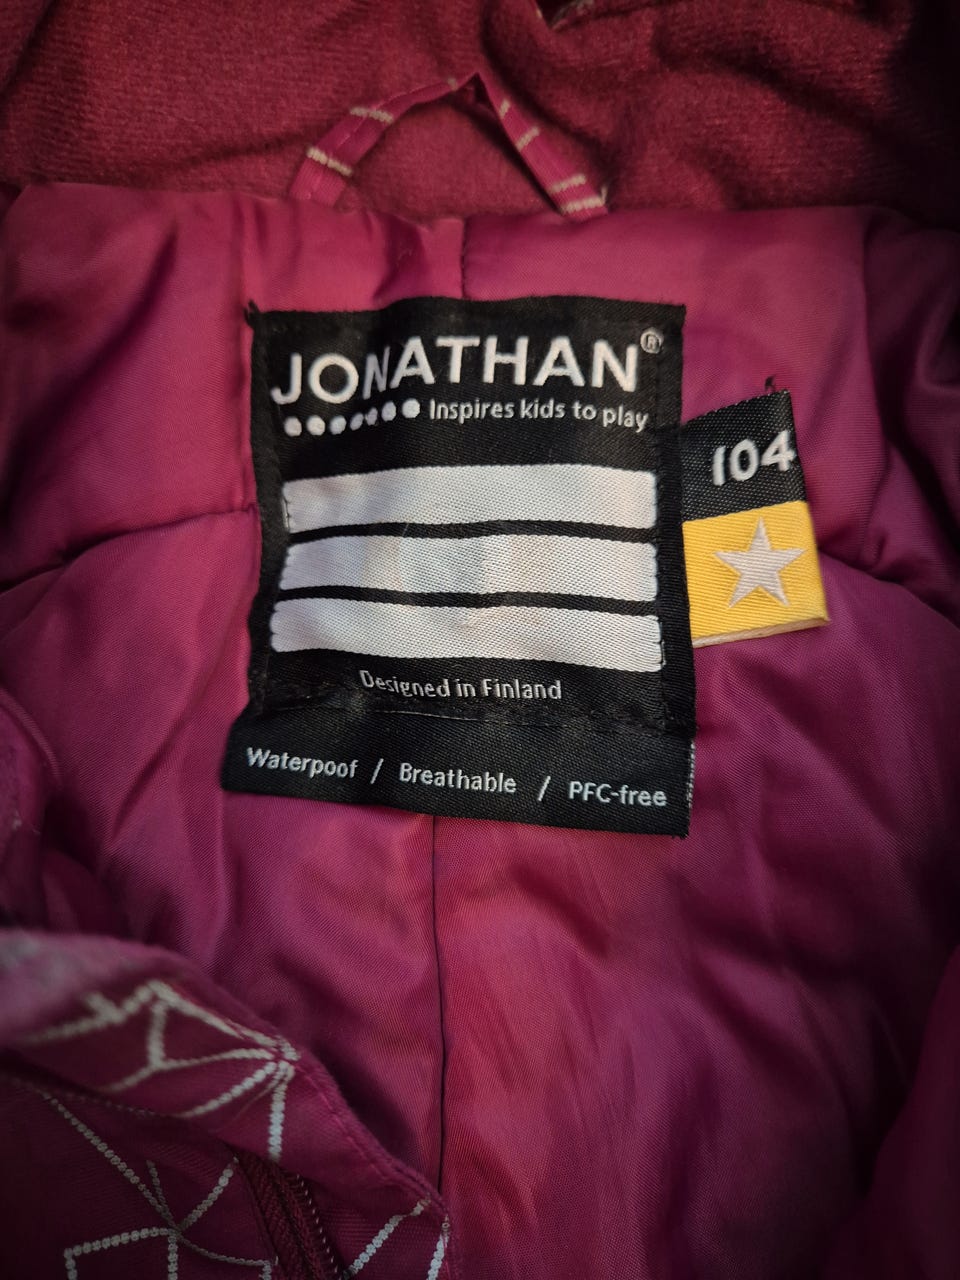 JONATHAN®
Inspires kids to play
104
Designed in Finland
Waterpoof / Breathable / PFC-free